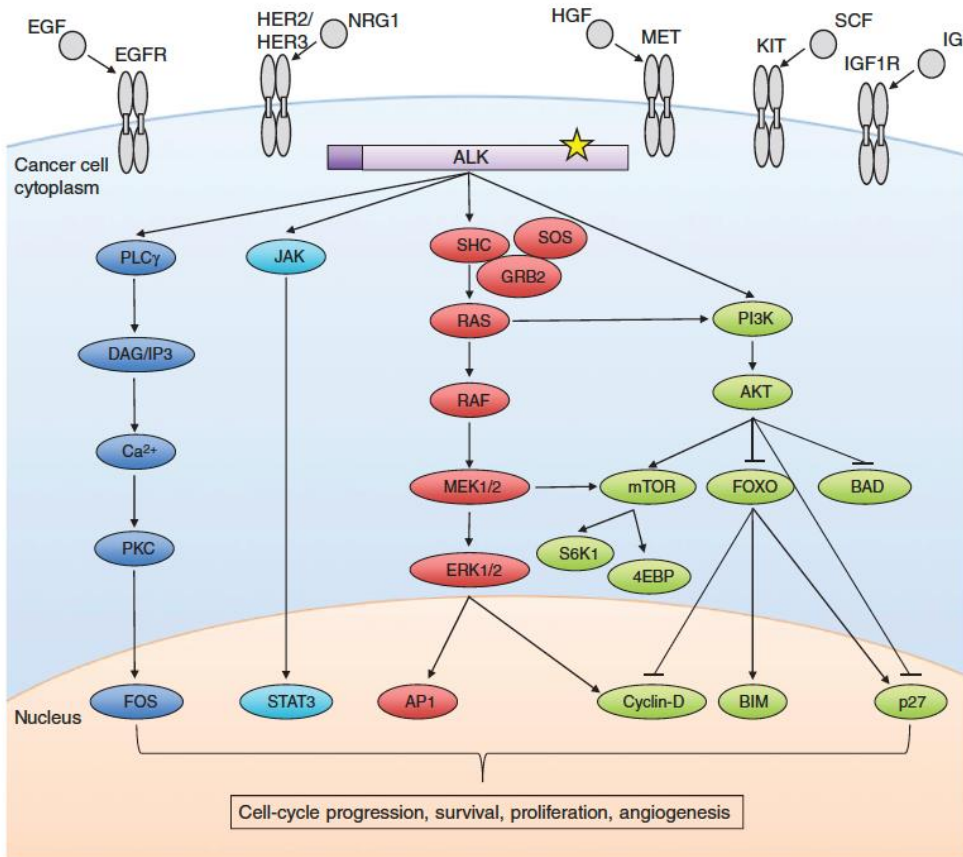 EGF
EGFR
HER2/
HER3
NRG1
HGF
MET
KIT
SCF
IGF1R
IG
Cancer cell
cytoplasm
ALK
PLCγ
JAK
SHC
SOS
GRB2
RAS
PI3K
DAG/IP3
RAF
AKT
Ca2+
MEK1/2
mTOR
FOXO
BAD
PKC
ERK1/2
S6K1
4EBP
Nucleus
FOS
STAT3
AP1
Cyclin-D
BIM
p27
Cell-cycle progression, survival, proliferation, angiogenesis